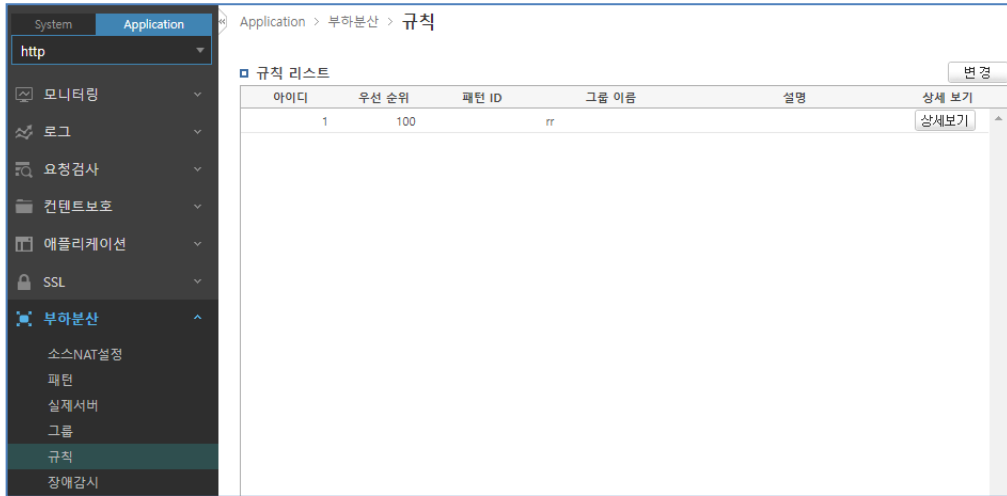 System Application
http
모니터링
로그
요청검사
컨텐트보호
애플리케이션
SSL
부하분산
소스NAT설정
패턴
실제서버
그룹
규칙
장애감시
Application > 부하분산 > 규칙
규칙 리스트
변경
아이디 우선 순위 패턴 ID 그룹 이름 설명 상세 보기
1 100 rr 상세보기